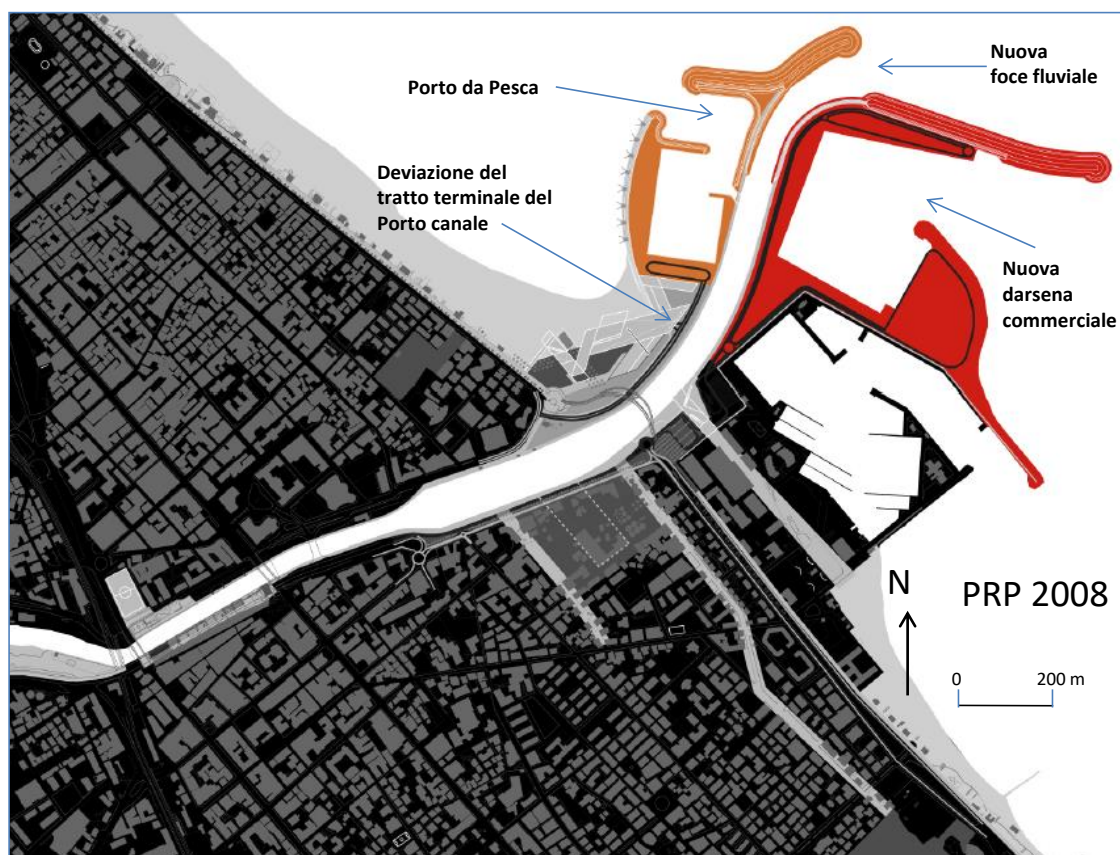 Nuova
foce fluviale
Porto da Pesca
Deviazione del
tratto terminale del
Porto canale
Nuova
darsena
commerciale
N
PRP 2008
0 200 m